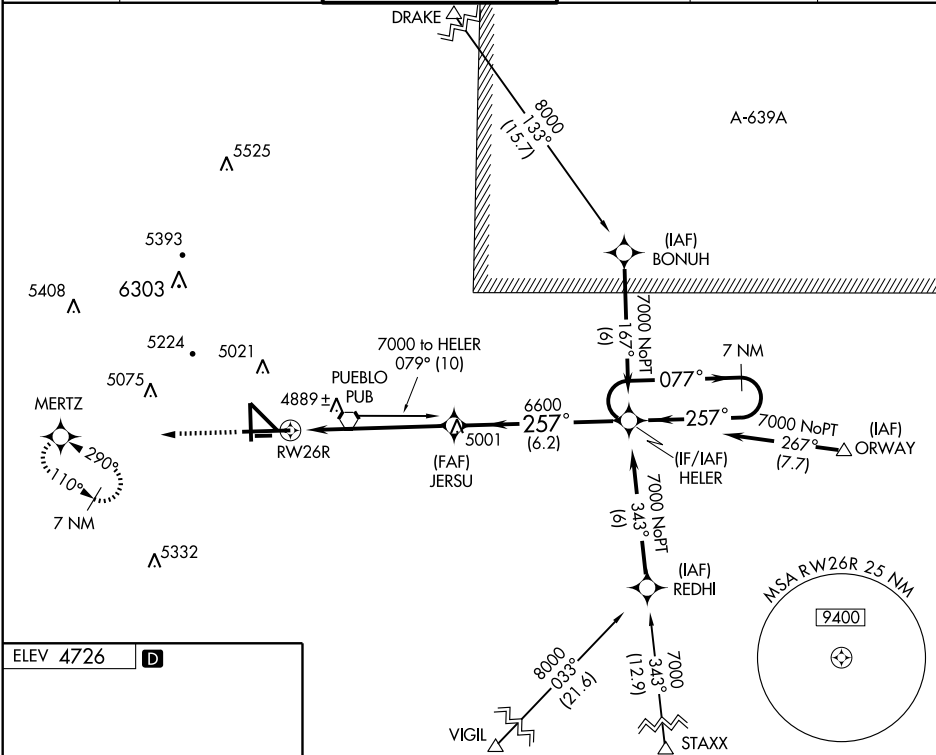 DRAKE
8000
133°
(15.7)
A-639A
5525
5393
6303
5408
(IAF)
BONUH
7000 NoPT
167°
(6)
5224
5021
7000 to HELER
079° (10)
7 NM
077°
5075
PUEBLO
PUB
4889 ±
MERTZ
6600
257°
(6.2)
257°
7000 NoPT
267°
(7.7)
(IAF)
ORWAY
RW26R
5001
(FAF)
JERSU
(IF/IAF)
HELER
290°
110°
7 NM
7000 NoPT
343°
(6)
5332
(IAF)
REDHI
MSA RW26R 25 NM
9400
ELEV 4726
D
8000
033°
(21.6)
7000
343°
(12.9)
VIGIL
STAXX